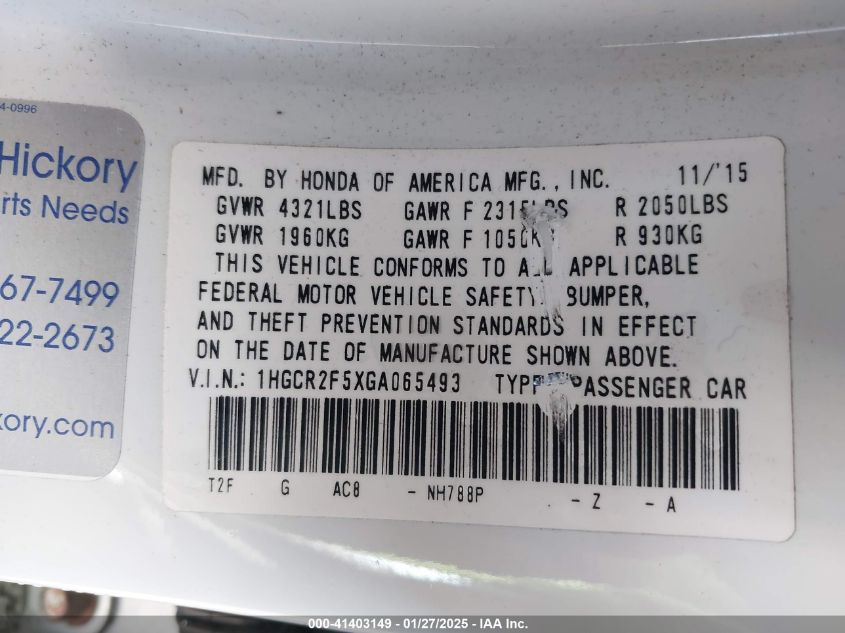 4-0996
Hickory
rts Needs
67-7499
22-2673
kory.com
MFD. BY HONDA OF AMERICA MFG., INC. 11/'15
GVWR 4321LBS GAWR F 2315LBS R 2050LBS
GVWR 1960KG GAWR F 1050KG R 930KG
THIS VEHICLE CONFORMS TO ALL APPLICABLE
FEDERAL MOTOR VEHICLE SAFETY, BUMPER,
AND THEFT PREVENTION STANDARDS IN EFFECT
ON THE DATE OF MANUFACTURE SHOWN ABOVE.
V.I.N.: 1HGCR2F5XGA065493 TYPE: PASSENGER CAR
T2F G AC8 - NH788P - Z - A
000-41403149 — 01/27/2025 - IAA Inc.